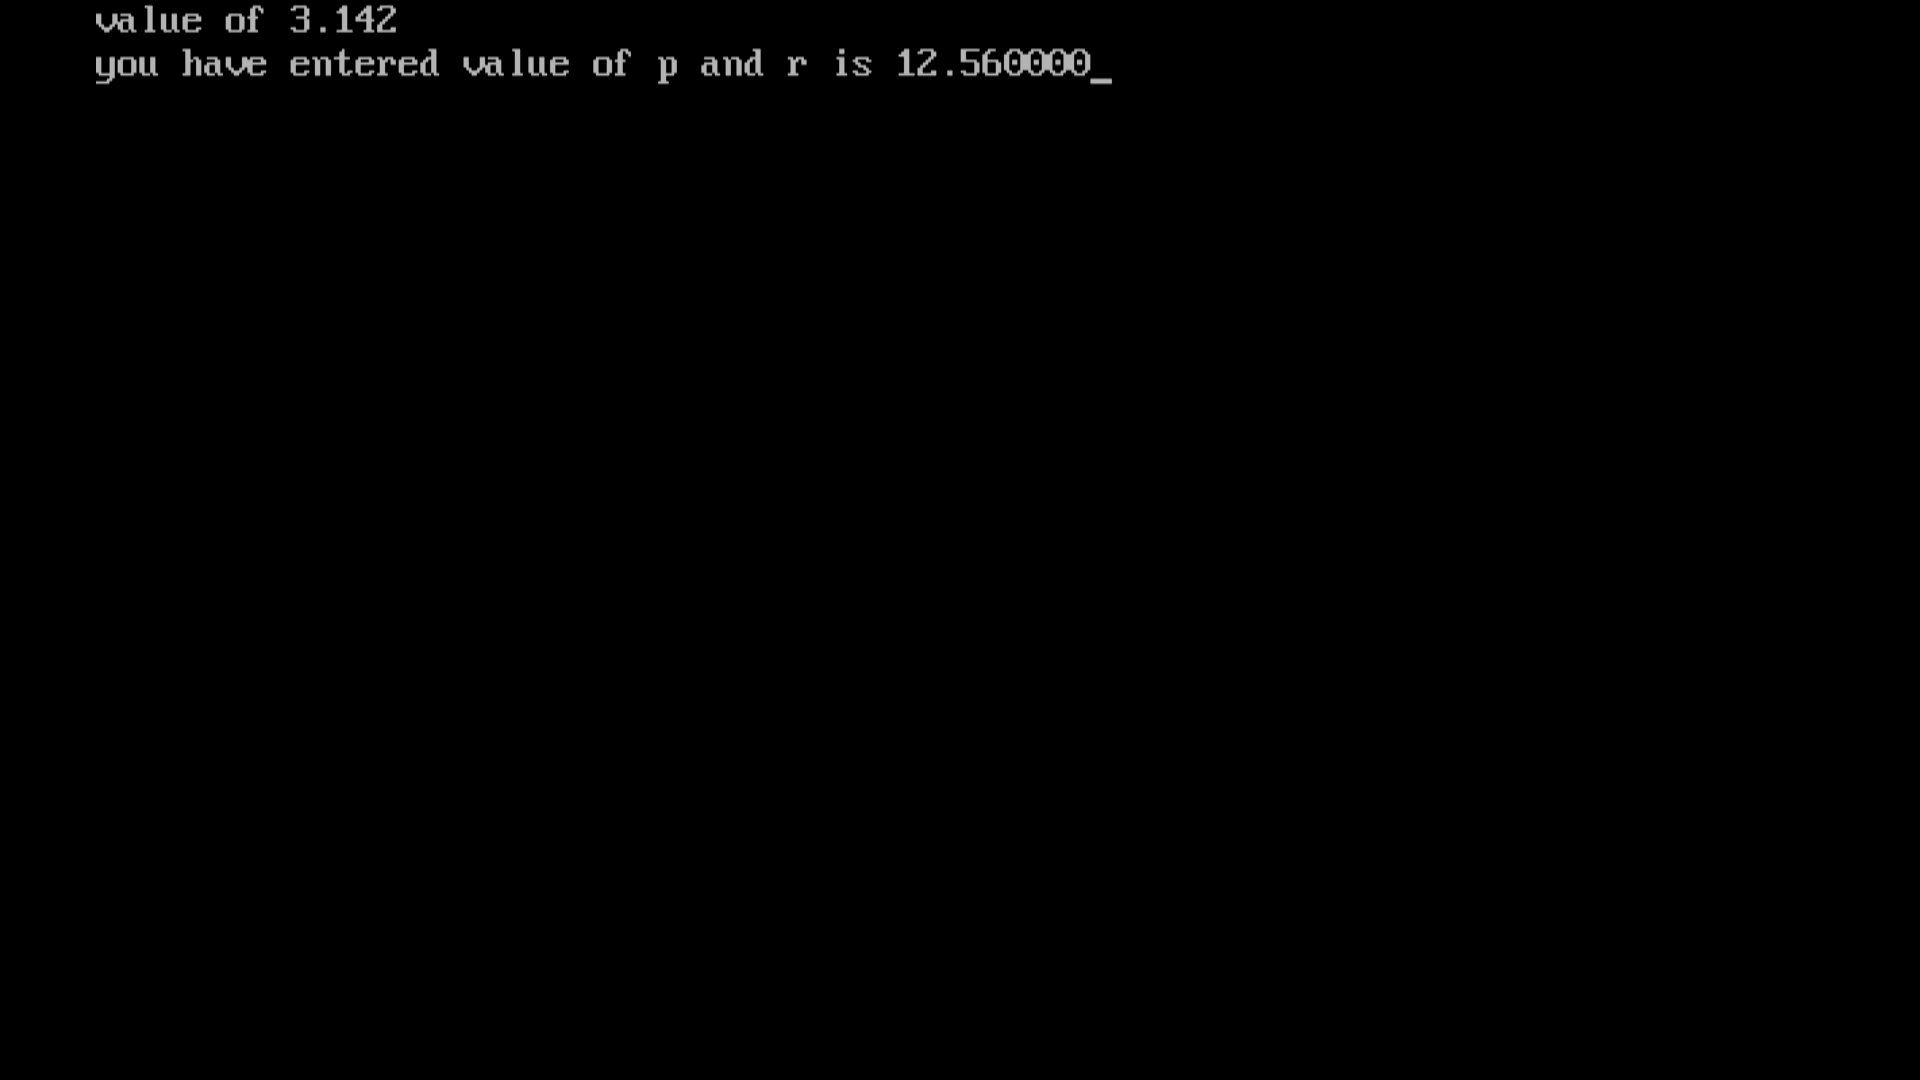 value of 3.142
you have entered value of p and r is 12.560000_